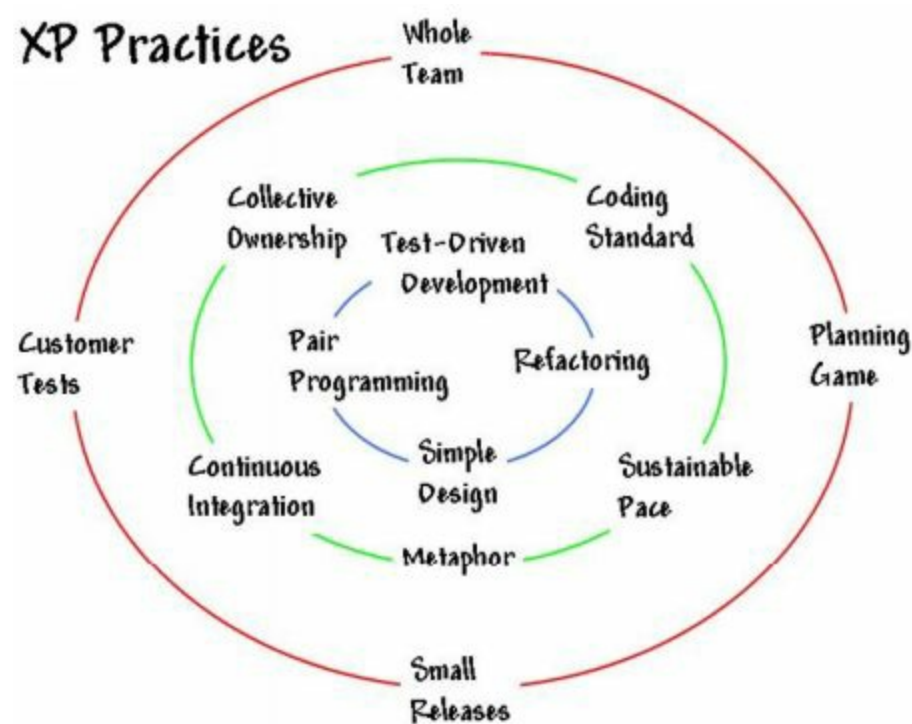 XP Practices
Whole
Team
Collective
Ownership
Coding
Standard
Test-Driven
Development
Customer
Tests
Pair
Programming
Refactoring
Planning
Game
Continuous
Integration
Simple
Design
Sustainable
Pace
Metaphor
Small
Releases